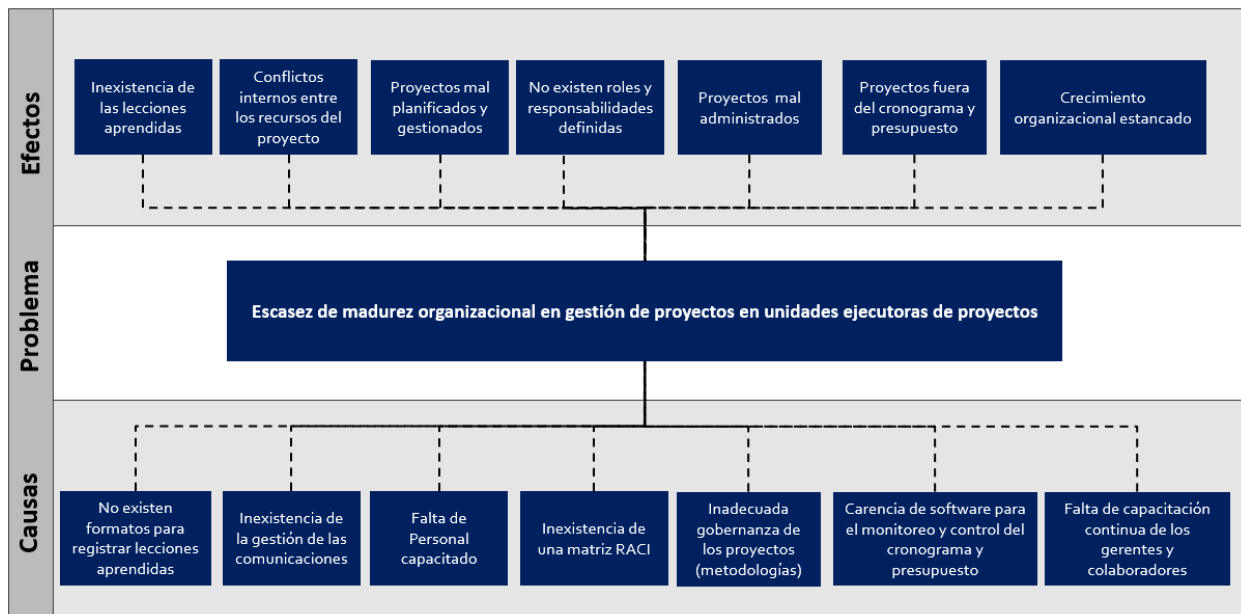 Efectos
Inexistencia de
las lecciones
aprendidas
Conflictos
internos entre
los recursos del
proyecto
Proyectos mal
planificados y
gestionados
No existen roles y
responsabilidades
definidas
Proyectos mal
administrados
Proyectos fuera
del cronograma y
presupuesto
Crecimiento
organizacional estancado
Problema
Escasez de madurez organizacional en gestión de proyectos en unidades ejecutoras de proyectos
Causas
No existen
formatos para
registrar lecciones
aprendidas
Inexistencia de
la gestión de las
comunicaciones
Falta de
Personal
capacitado
Inexistencia de
una matriz RACI
Inadecuada
gobernanza de
los proyectos
(metodologías)
Carencia de software para
el monitoreo y control del
cronograma y
presupuesto
Falta de capacitación
continua de los
gerentes y
colaboradores